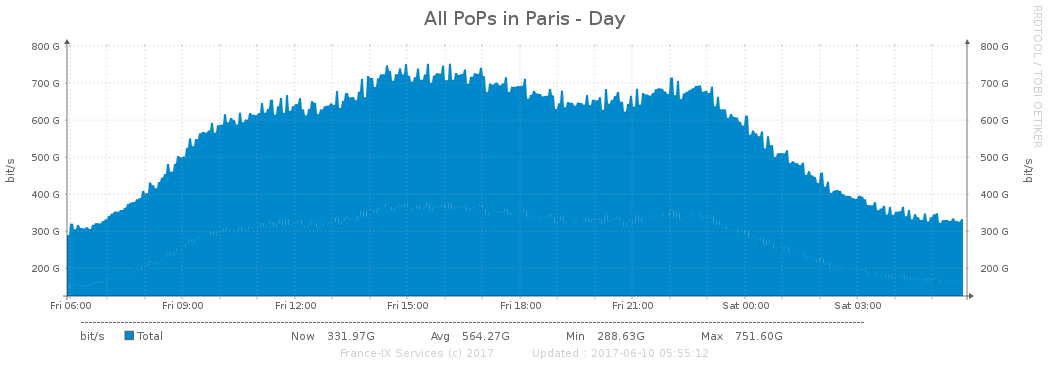 All PoPs in Paris - Day
RRDTOOL / TOBI OETIKER
800 G 800 G
700 G 700 G
600 G 600 G
500 G 500 G
400 G 400 G
300 G 300 G
200 G 200 G
bit/s
bit/s
Fri 06:00 Fri 09:00 Fri 12:00 Fri 15:00 Fri 18:00 Fri 21:00 Sat 00:00 Sat 03:00
bit/s Total Now 331.97G Avg 564.27G Min 288.63G Max 751.60G
France-IX Services (c) 2017 Updated : 2017-06-10 05:55:12